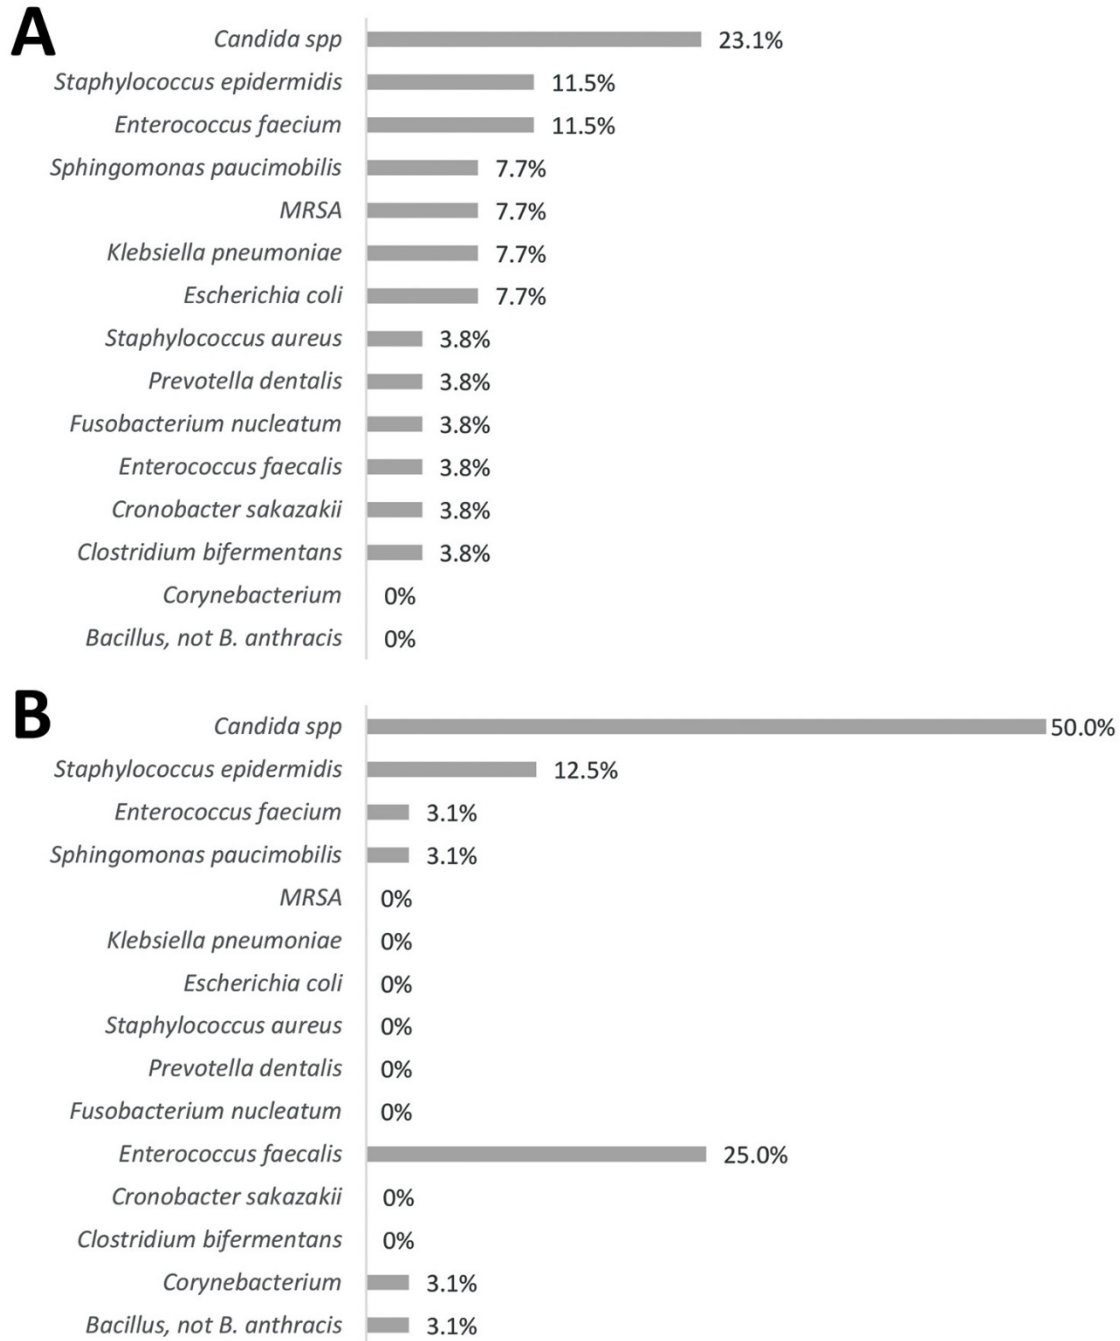 A
Candida spp 23.1%
Staphylococcus epidermidis 11.5%
Enterococcus faecium 11.5%
Sphingomonas paucimobilis 7.7%
MRSA 7.7%
Klebsiella pneumoniae 7.7%
Escherichia coli 7.7%
Staphylococcus aureus 3.8%
Prevotella dentalis 3.8%
Fusobacterium nucleatum 3.8%
Enterococcus faecalis 3.8%
Cronobacter sakazakii 3.8%
Clostridium bifermentans 3.8%
Corynebacterium 0%
Bacillus, not B. anthracis 0%
B
Candida spp 50.0%
Staphylococcus epidermidis 12.5%
Enterococcus faecium 3.1%
Sphingomonas paucimobilis 3.1%
MRSA 0%
Klebsiella pneumoniae 0%
Escherichia coli 0%
Staphylococcus aureus 0%
Prevotella dentalis 0%
Fusobacterium nucleatum 0%
Enterococcus faecalis 25.0%
Cronobacter sakazakii 0%
Clostridium bifermentans 0%
Corynebacterium 3.1%
Bacillus, not B. anthracis 3.1%